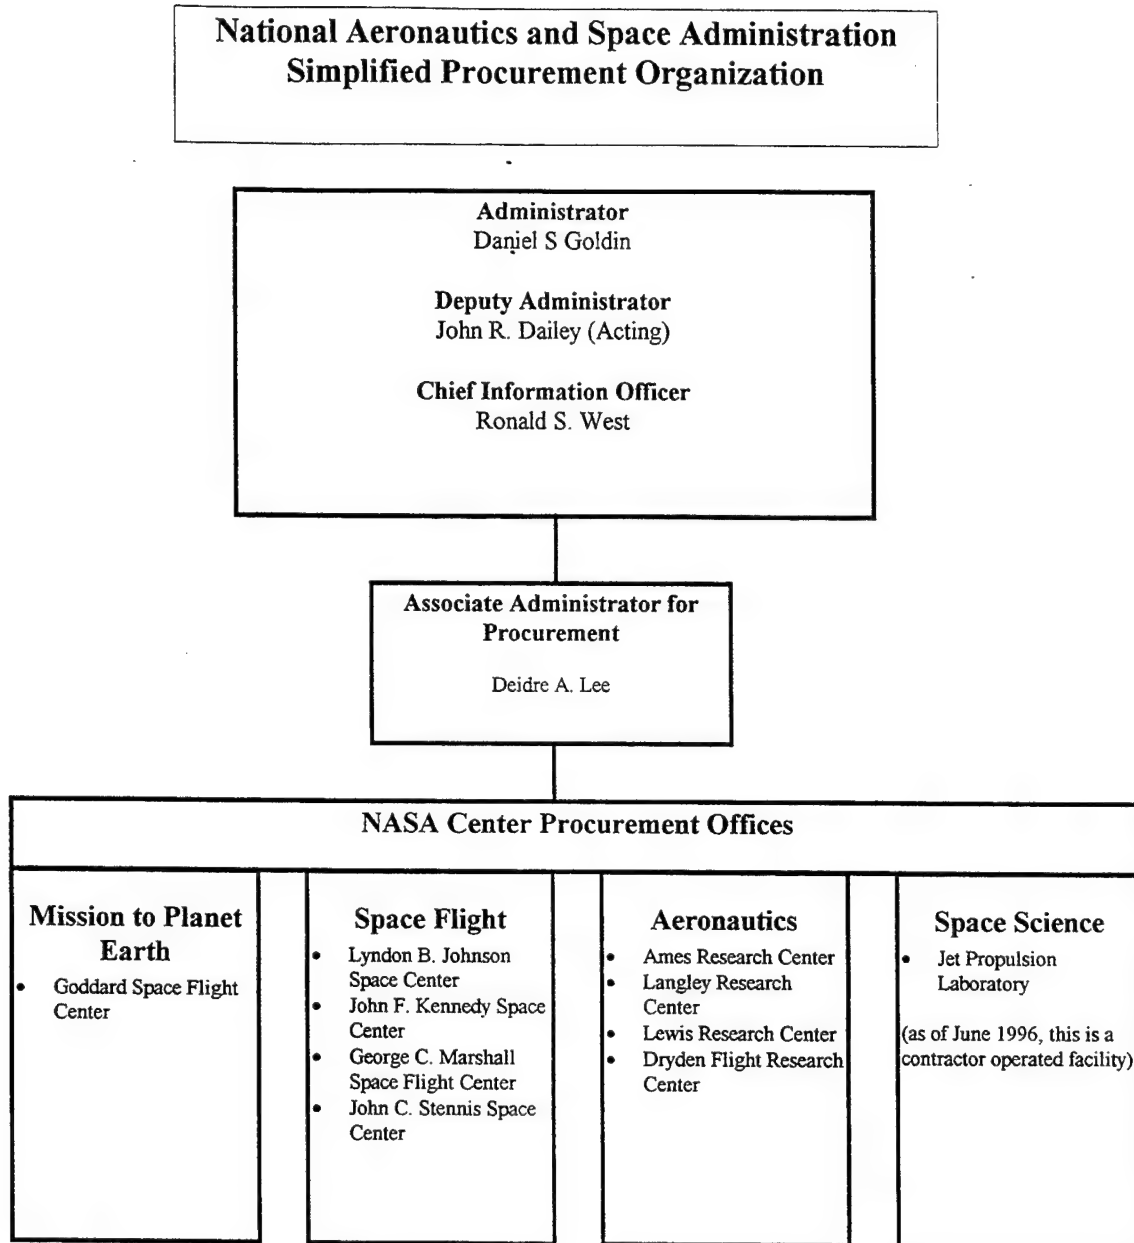 National Aeronautics and Space Administration
Simplified Procurement Organization
Administrator
Daniel S Goldin
Deputy Administrator
John R. Dailey (Acting)
Chief Information Officer
Ronald S. West
Associate Administrator for
Procurement
Deidre A. Lee
NASA Center Procurement Offices
Mission to Planet
Earth
• Goddard Space Flight
Center
Space Flight
• Lyndon B. Johnson
Space Center
• John F. Kennedy Space
Center
• George C. Marshall
Space Flight Center
• John C. Stennis Space
Center
Aeronautics
• Ames Research Center
• Langley Research
Center
• Lewis Research Center
• Dryden Flight Research
Center
Space Science
• Jet Propulsion
Laboratory
(as of June 1996, this is a
contractor operated facility)